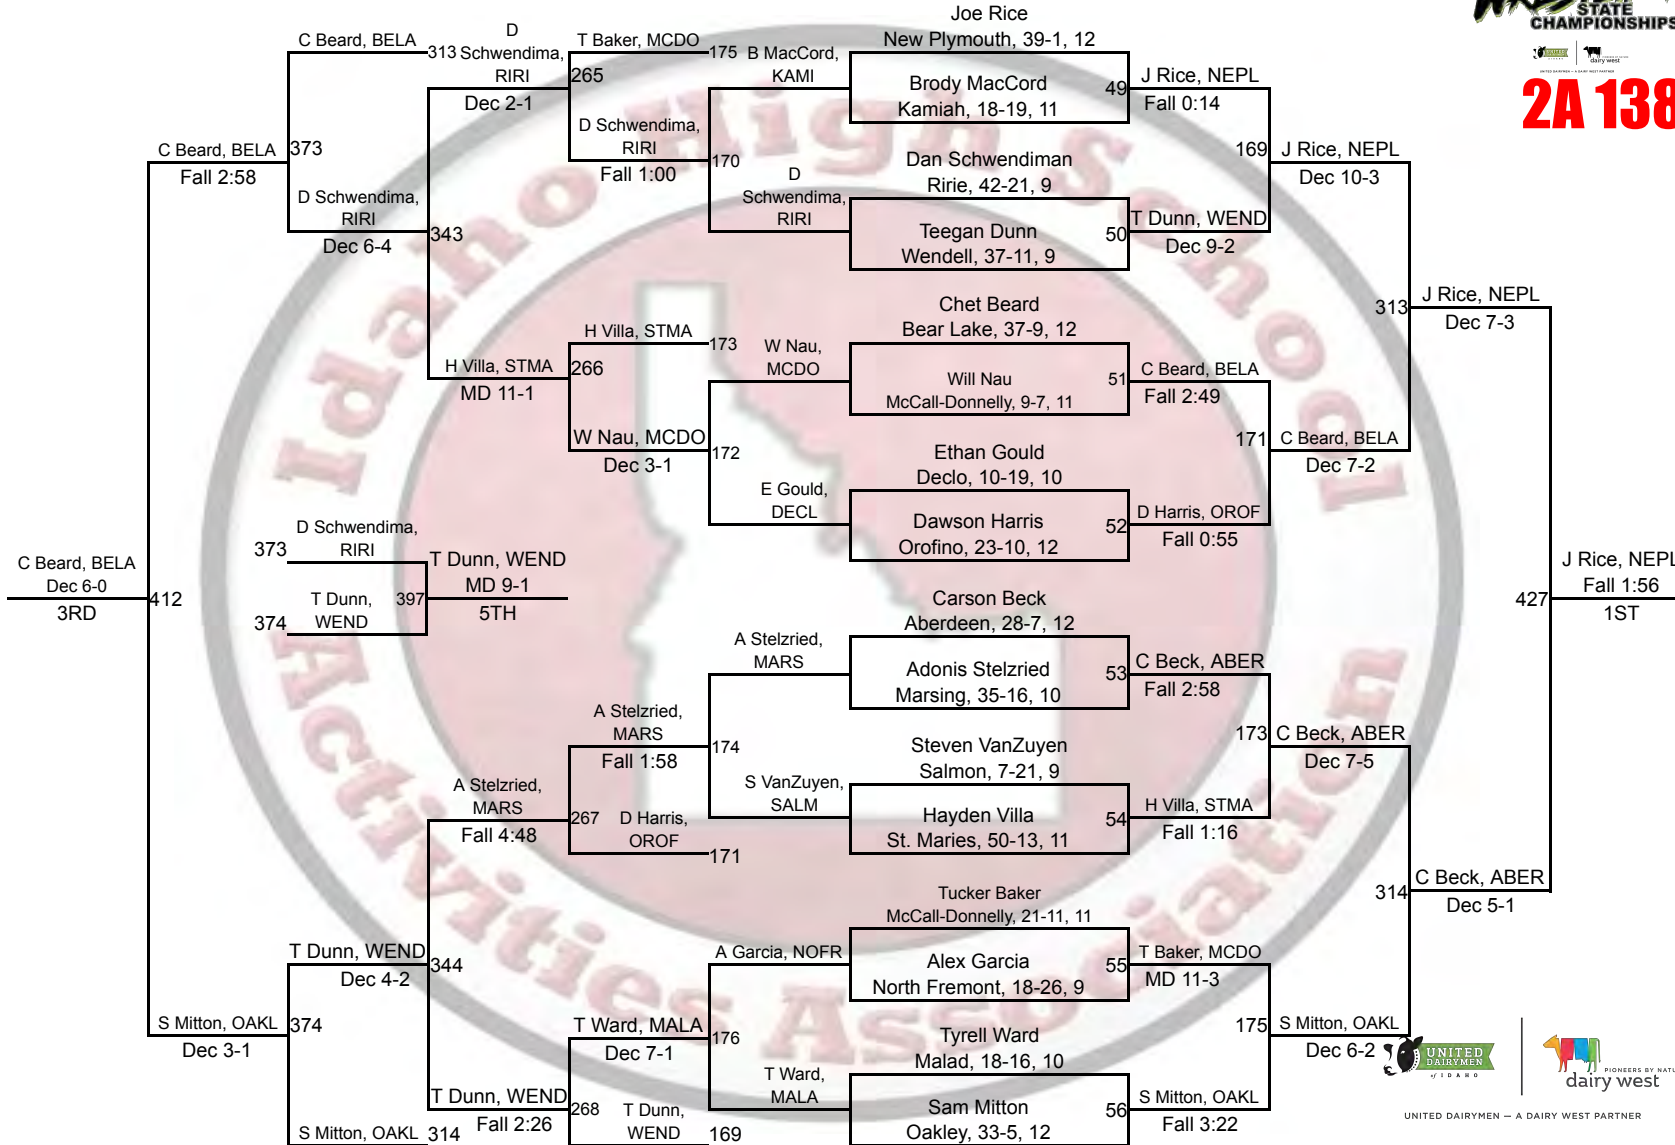 STATE
CHAMPIONSHIPS
dairy west
2A 138
C Beard, BELA
313
D
Schwendima,
RIRI
Dec 2-1
T Baker, MCDO
175
265
B MacCord,
KAMI
Joe Rice
New Plymouth, 39-1, 12
Brody MacCord
Kamiah, 18-19, 11
49
J Rice, NEPL
Fall 0:14
C Beard, BELA
Fall 2:58
373
D Schwendima,
RIRI
Fall 1:00
170
Dan Schwendiman
Ririe, 42-21, 9
169
J Rice, NEPL
Dec 10-3
D Schwendima,
RIRI
Dec 6-4
343
D
Schwendima,
RIRI
Teegan Dunn
Wendell, 37-11, 9
50
T Dunn, WEND
Dec 9-2
Chet Beard
Bear Lake, 37-9, 12
313
J Rice, NEPL
Dec 7-3
H Villa, STMA
173
H Villa, STMA
MD 11-1
266
W Nau,
MCDO
Will Nau
McCall-Donnelly, 9-7, 11
51
C Beard, BELA
Fall 2:49
W Nau, MCDO
Dec 3-1
172
Ethan Gould
Declo, 10-19, 10
171
C Beard, BELA
Dec 7-2
E Gould,
DECL
Dawson Harris
Orofino, 23-10, 12
52
D Harris, OROF
Fall 0:55
C Beard, BELA
Dec 6-0
3RD
412
373
D Schwendima,
RIRI
374
T Dunn,
WEND
397
T Dunn, WEND
MD 9-1
5TH
427
J Rice, NEPL
Fall 1:56
1ST
Carson Beck
Aberdeen, 28-7, 12
A Stelzried,
MARS
Adonis Stelzried
Marsing, 35-16, 10
53
C Beck, ABER
Fall 2:58
A Stelzried,
MARS
Fall 1:58
174
Steven VanZuyen
Salmon, 7-21, 9
173
C Beck, ABER
Dec 7-5
A Stelzried,
MARS
Fall 4:48
267
D Harris,
OROF
171
S VanZuyen,
SALM
Hayden Villa
St. Maries, 50-13, 11
54
H Villa, STMA
Fall 1:16
314
C Beck, ABER
Dec 5-1
Tucker Baker
McCall-Donnelly, 21-11, 11
T Dunn, WEND
Dec 4-2
344
A Garcia, NOFR
Alex Garcia
North Fremont, 18-26, 9
55
T Baker, MCDO
MD 11-3
S Mitton, OAKL
Dec 3-1
374
T Ward, MALA
Dec 7-1
176
Tyrell Ward
Malad, 18-16, 10
175
S Mitton, OAKL
Dec 6-2
T Ward,
MALA
Sam Mitton
Oakley, 33-5, 12
56
S Mitton, OAKL
Fall 3:22
T Dunn, WEND
Fall 2:26
268
T Dunn,
WEND
169
S Mitton, OAKL
314
Idaho High School
Activities Association
UNITED
DAIRYMEN
of IDAHO
PIONEERS BY NATU
dairy west
UNITED DAIRYMEN — A DAIRY WEST PARTNER